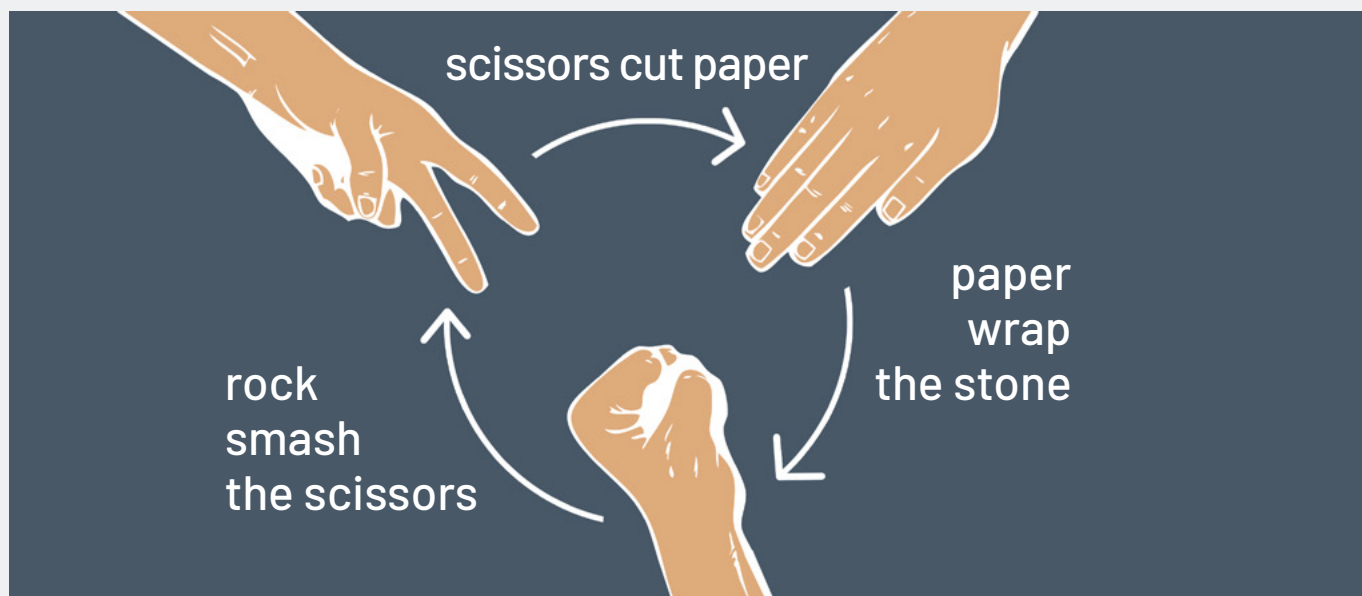 scissors cut paper
paper
wrap
the stone
rock
smash
the scissors